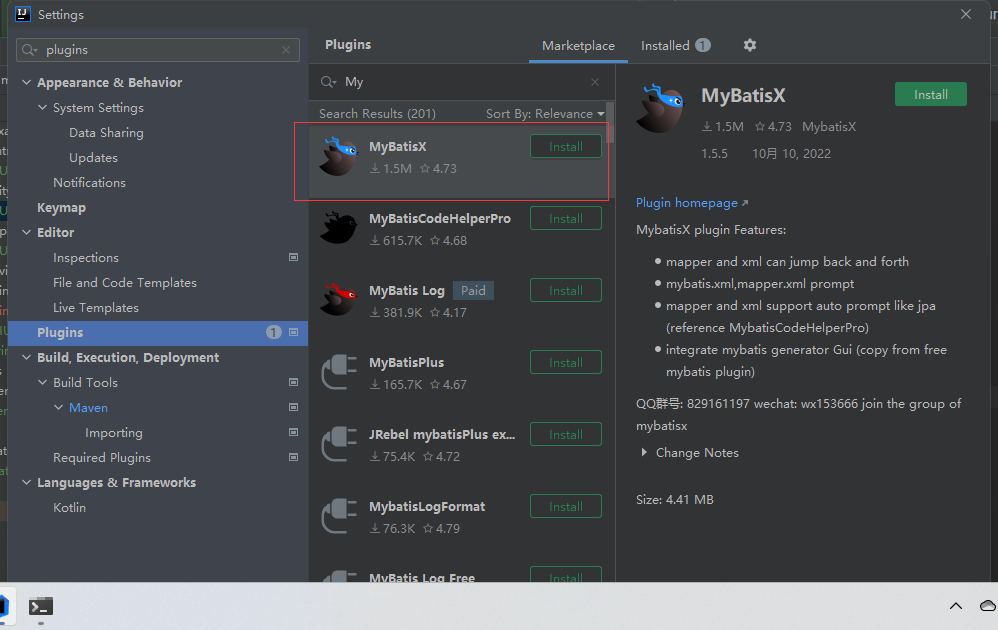 Settings
plugins
Appearance & Behavior
System Settings
Data Sharing
Updates
Notifications
Keymap
Editor
Inspections
File and Code Templates
Live Templates
Plugins 1
Build, Execution, Deployment
Build Tools
Maven
Importing
Required Plugins
Languages & Frameworks
Kotlin
Plugins
Marketplace
Installed 1
My
Search Results (201) Sort By: Relevance
MyBatisX Install
1.5M 4.73
MyBatisCodeHelperPro Install
615.7K 4.68
MyBatis Log Paid Install
381.9K 4.17
MyBatisPlus Install
165.7K 4.67
JRebel mybatisPlus ex... Install
75.4K 4.72
MybatisLogFormat Install
76.3K 4.79
MyBatis Log Free Install
MyBatisX Install
1.5M 4.73 MybatisX
1.5.5 10月 10, 2022
Plugin homepage ↗
MybatisX plugin Features:
• mapper and xml can jump back and forth
• mybatis.xml,mapper.xml prompt
• mapper and xml support auto prompt like jpa
(reference MybatisCodeHelperPro)
• integrate mybatis generator Gui (copy from free
mybatis plugin)
QQ群号: 829161197 wechat: wx153666 join the group of
mybatisx
Change Notes
Size: 4.41 MB